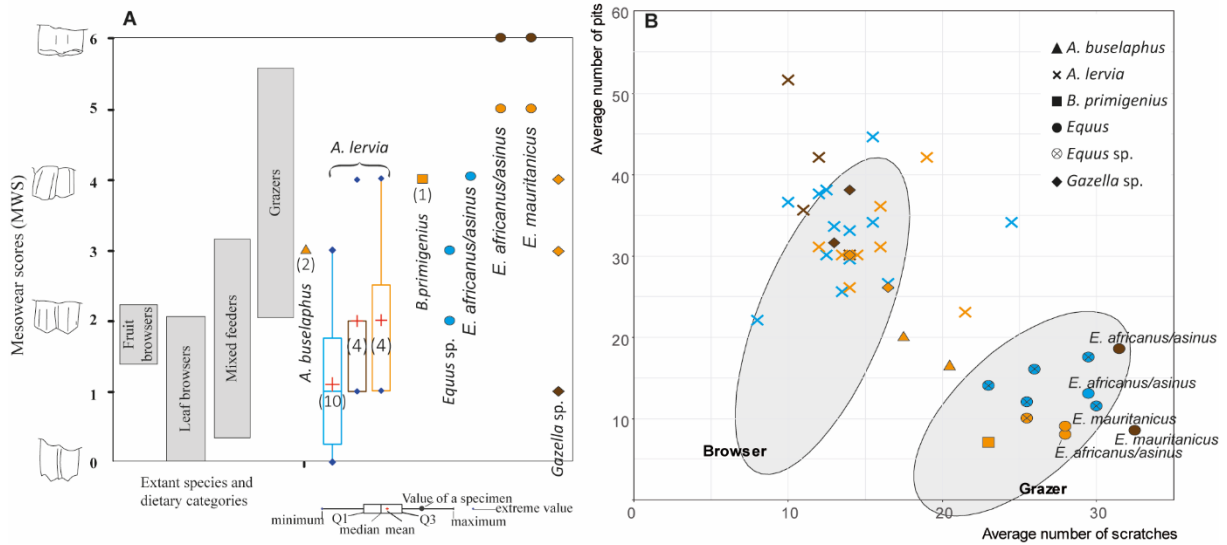 A
Mesowear scores (MWS)
6
5
4
3
2
1
0
Fruit
browsers
Leaf browsers
Mixed feeders
Grazers
A. buselaphus
(2)
A. lervia
(10)
(4)
(4)
B.primigenius
(1)
Equus sp.
E. africanus/asinus
E. africanus/asinus
E. mauritanicus
Gazella sp.
Extant species and
dietary categories
minimum
Q1
median
mean
Q3
Value of a specimen
maximum
extreme value
B
Average number of pits
60
50
40
30
20
10
0
10
20
30
Average number of scratches
A. buselaphus
A. lervia
B. primigenius
Equus
Equus sp.
Gazella sp.
Browser
Grazer
E. africanus/asinus
E. africanus/asinus
E. mauritanicus
E. mauritanicus
E. africanus/asinus